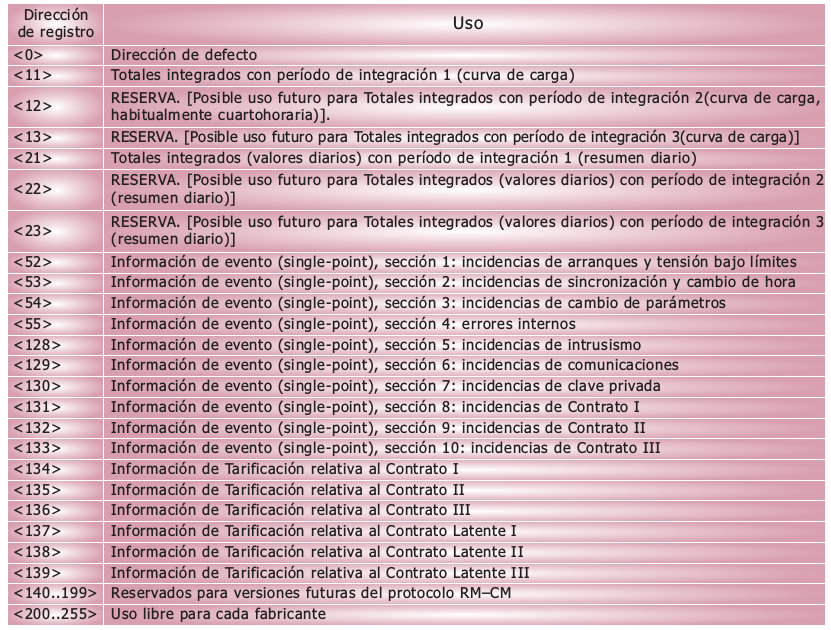 Dirección
de registro
Uso
<0> Dirección de defecto
<11> Totales integrados con período de integración 1 (curva de carga)
<12> RESERVA. [Posible uso futuro para Totales integrados con período de integración 2(curva de carga,
habitualmente cuartohoraria)].
<13> RESERVA. [Posible uso futuro para Totales integrados con período de integración 3(curva de carga)]
<21> Totales integrados (valores diarios) con período de integración 1 (resumen diario)
<22> RESERVA. [Posible uso futuro para Totales integrados (valores diarios) con período de integración 2
(resumen diario)]
<23> RESERVA. [Posible uso futuro para Totales integrados (valores diarios) con período de integración 3
(resumen diario)]
<52> Información de evento (single-point), sección 1: incidencias de arranques y tensión bajo límites
<53> Información de evento (single-point), sección 2: incidencias de sincronización y cambio de hora
<54> Información de evento (single-point), sección 3: incidencias de cambio de parámetros
<55> Información de evento (single-point), sección 4: errores internos
<128> Información de evento (single-point), sección 5: incidencias de intrusismo
<129> Información de evento (single-point), sección 6: incidencias de comunicaciones
<130> Información de evento (single-point), sección 7: incidencias de clave privada
<131> Información de evento (single-point), sección 8: incidencias de Contrato I
<132> Información de evento (single-point), sección 9: incidencias de Contrato II
<133> Información de evento (single-point), sección 10: incidencias de Contrato III
<134> Información de Tarificación relativa al Contrato I
<135> Información de Tarificación relativa al Contrato II
<136> Información de Tarificación relativa al Contrato III
<137> Información de Tarificación relativa al Contrato Latente I
<138> Información de Tarificación relativa al Contrato Latente II
<139> Información de Tarificación relativa al Contrato Latente III
<140..199> Reservados para versiones futuras del protocolo RM–CM
<200..255> Uso libre para cada fabricante